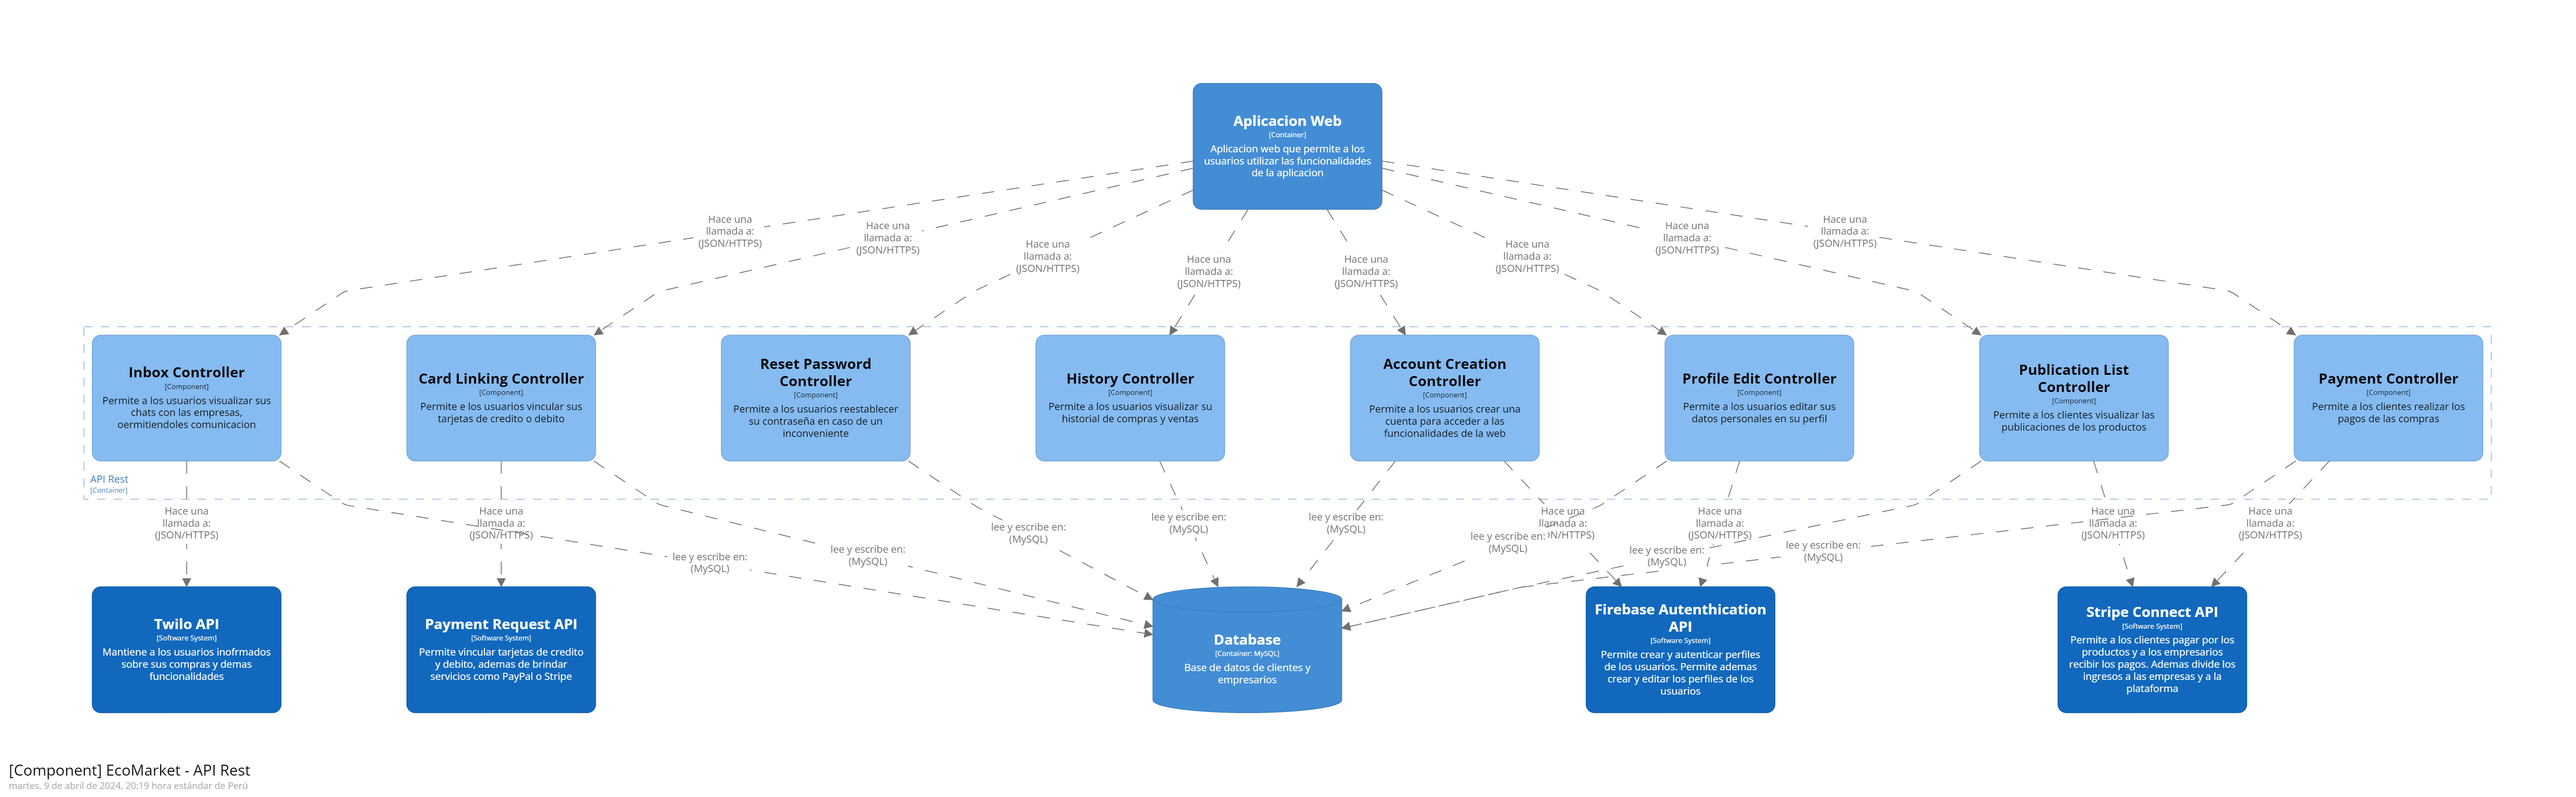 Aplicacion Web
[Container]
Aplicacion web que permite a los
usuarios utilizar las funcionalidades
de la aplicacion
Hace una
llamada a:
(JSON/HTTPS)
Hace una
llamada a:
(JSON/HTTPS)
Hace una
llamada a:
(JSON/HTTPS)
Hace una
llamada a:
(JSON/HTTPS)
Hace una
llamada a:
(JSON/HTTPS)
Hace una
llamada a:
(JSON/HTTPS)
Hace una
llamada a:
(JSON/HTTPS)
Hace una
llamada a:
(JSON/HTTPS)
Inbox Controller
[Component]
Permite a los usuarios visualizar sus
chats con las empresas,
oermitiendoles comunicacion
Card Linking Controller
[Component]
Permite e los usuarios vincular sus
tarjetas de credito o debito
Reset Password
Controller
[Component]
Permite a los usuarios reestablecer
su contraseña en caso de un
inconveniente
History Controller
[Component]
Permite a los usuarios visualizar su
historial de compras y ventas
Account Creation
Controller
[Component]
Permite a los usuarios crear una
cuenta para acceder a las
funcionalidades de la web
Profile Edit Controller
[Component]
Permite a los usuarios editar sus
datos personales en su perfil
Publication List
Controller
[Component]
Permite a los clientes visualizar las
publicaciones de los productos
Payment Controller
[Component]
Permite a los clientes realizar los
pagos de las compras
API Rest
[Container]
Hace una
llamada a:
(JSON/HTTPS)
Hace una
llamada a:
(JSON/HTTPS)
lee y escribe en:
(MySQL)
lee y escribe en:
(MySQL)
lee y escribe en:
(MySQL)
lee y escribe en:
(MySQL)
lee y escribe en:
(MySQL)
lee y escribe en:
(MySQL)
Hace una
llamada a:
ON/HTTPS)
lee y escribe en:
(MySQL)
Hace una
llamada a:
(JSON/HTTPS)
lee y escribe en:
(MySQL)
Hace una
llamada a:
(JSON/HTTPS)
Hace una
llamada a:
(JSON/HTTPS)
Twilo API
[Software System]
Mantiene a los usuarios inofrmados
sobre sus compras y demas
funcionalidades
Payment Request API
[Software System]
Permite vincular tarjetas de credito
y debito, ademas de brindar
servicios como PayPal o Stripe
Database
[Container: MySQL]
Base de datos de clientes y
empresarios
Firebase Autenthication
API
[Software System]
Permite crear y autenticar perfiles
de los usuarios. Permite ademas
crear y editar los perfiles de los
usuarios
Stripe Connect API
[Software System]
Permite a los clientes pagar por los
productos y a los empresarios
recibir los pagos. Ademas divide los
ingresos a las empresas y a la
plataforma
[Component] EcoMarket - API Rest
martes, 9 de abril de 2024, 20:19 hora estándar de Perú